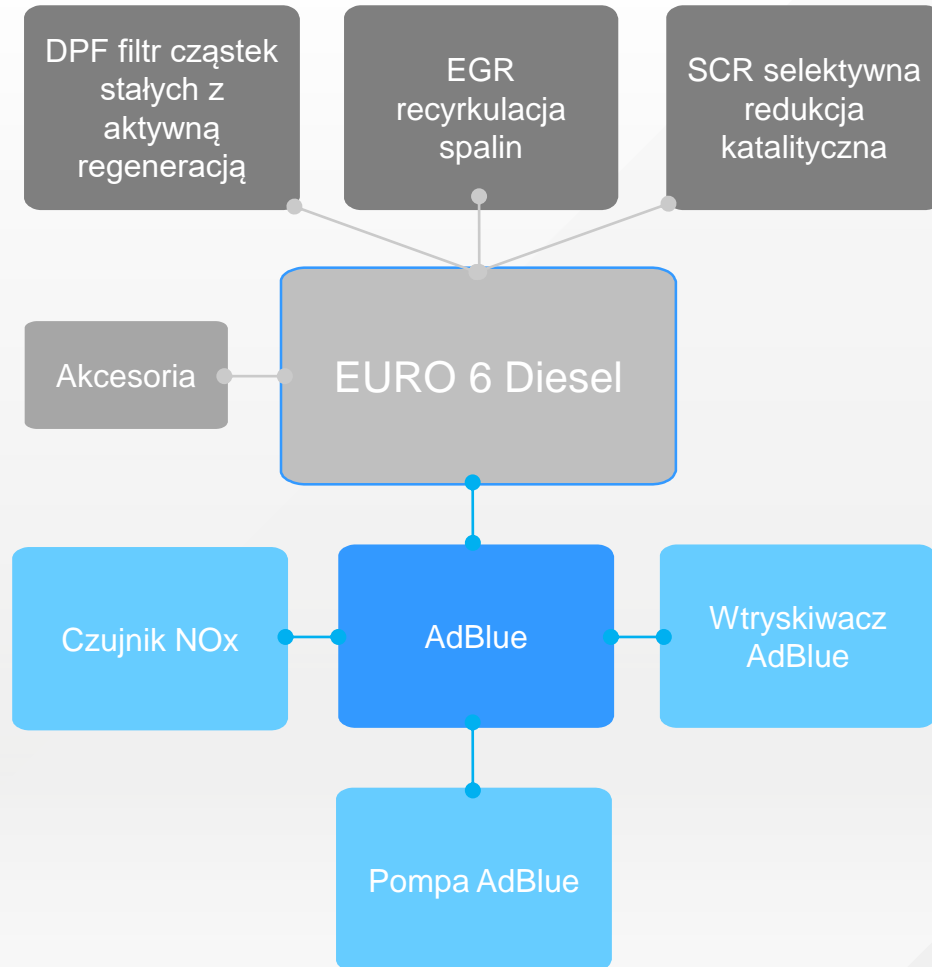 DPF filtr cząstek
stałych z
aktywną
regeneracją
EGR
recyrkulacja
spalin
SCR selektywna
redukcja
katalityczna
Akcesoria
EURO 6 Diesel
Czujnik NOx
AdBlue
Wtryskiwacz
AdBlue
Pompa AdBlue